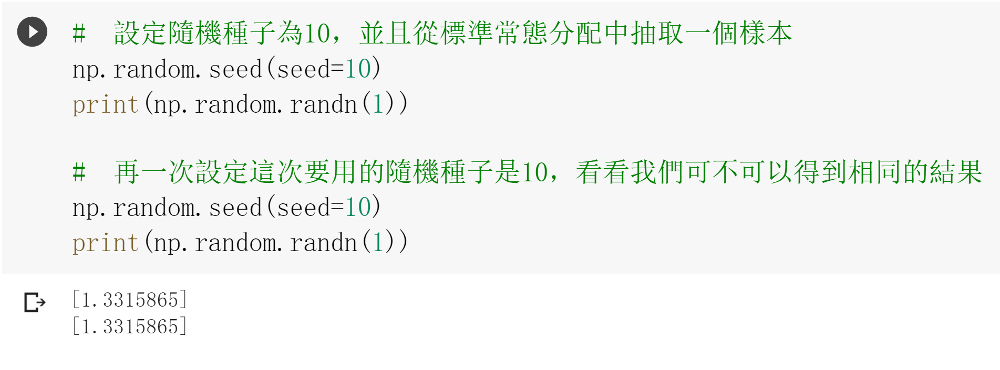 #  設定隨機種子為10，並且從標準常態分配中抽取一個樣本
np.random.seed(seed=10)
print(np.random.randn(1))
#  再一次設定這次要用的隨機種子是10，看看我們可不可以得到相同的結果
np.random.seed(seed=10)
print(np.random.randn(1))
[1.3315865]
[1.3315865]